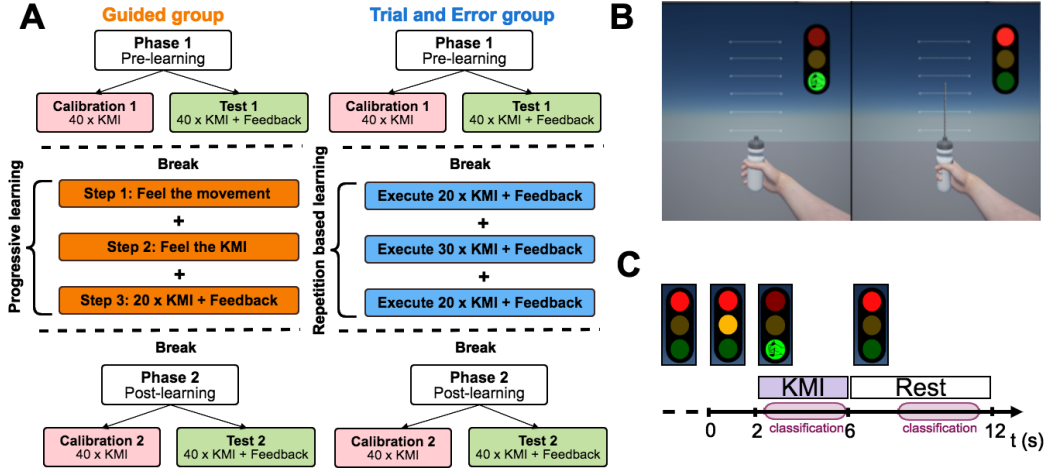 A
Guided group
Trial and Error group
Phase 1
Pre-learning
Phase 1
Pre-learning
Calibration 1
40 x KMI
Test 1
40 x KMI + Feedback
Calibration 1
40 x KMI
Test 1
40 x KMI + Feedback
Break
Break
Progressive learning
Step 1: Feel the movement
+
Step 2: Feel the KMI
+
Step 3: 20 x KMI + Feedback
Repetition based learning
Execute 20 x KMI + Feedback
+
Execute 30 x KMI + Feedback
+
Execute 20 x KMI + Feedback
Break
Break
Phase 2
Post-learning
Phase 2
Post-learning
Calibration 2
40 x KMI
Test 2
40 x KMI + Feedback
Calibration 2
40 x KMI
Test 2
40 x KMI + Feedback
B
C
KMI
Rest
classification
classification
0
2
6
12
t (s)